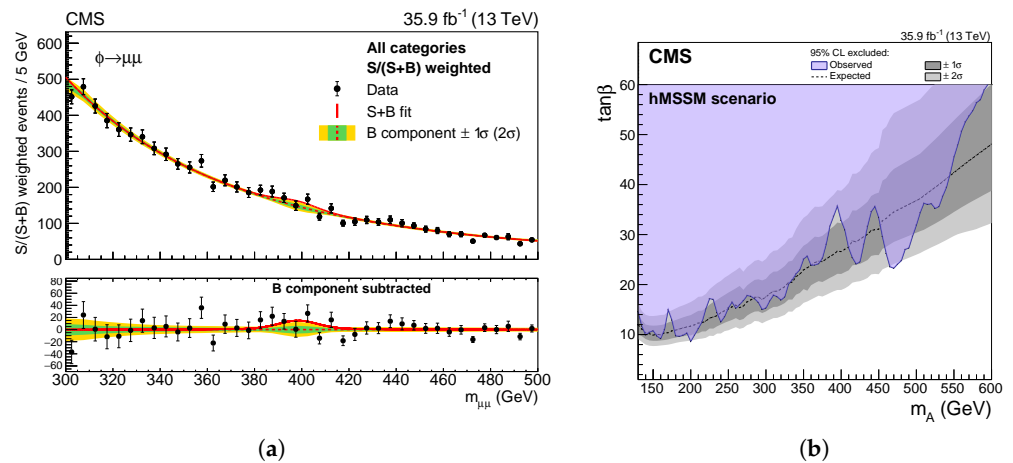 CMS 35.9 fb⁻¹ (13 TeV)
S/(S+B) weighted events / 5 GeV
600
500
400
300
200
100
0
ϕ→μμ
All categories
S/(S+B) weighted
Data
S+B fit
B component ± 1σ (2σ)
B component subtracted
80
60
40
20
0
−20
−40
−60
300 320 340 360 380 400 420 440 460 480 500
m_μμ (GeV)
(a)
35.9 fb⁻¹ (13 TeV)
CMS
95% CL excluded:
Observed ± 1σ
Expected ± 2σ
hMSSM scenario
tanβ
60
50
40
30
20
10
150 200 250 300 350 400 450 500 550 600
m_A (GeV)
(b)